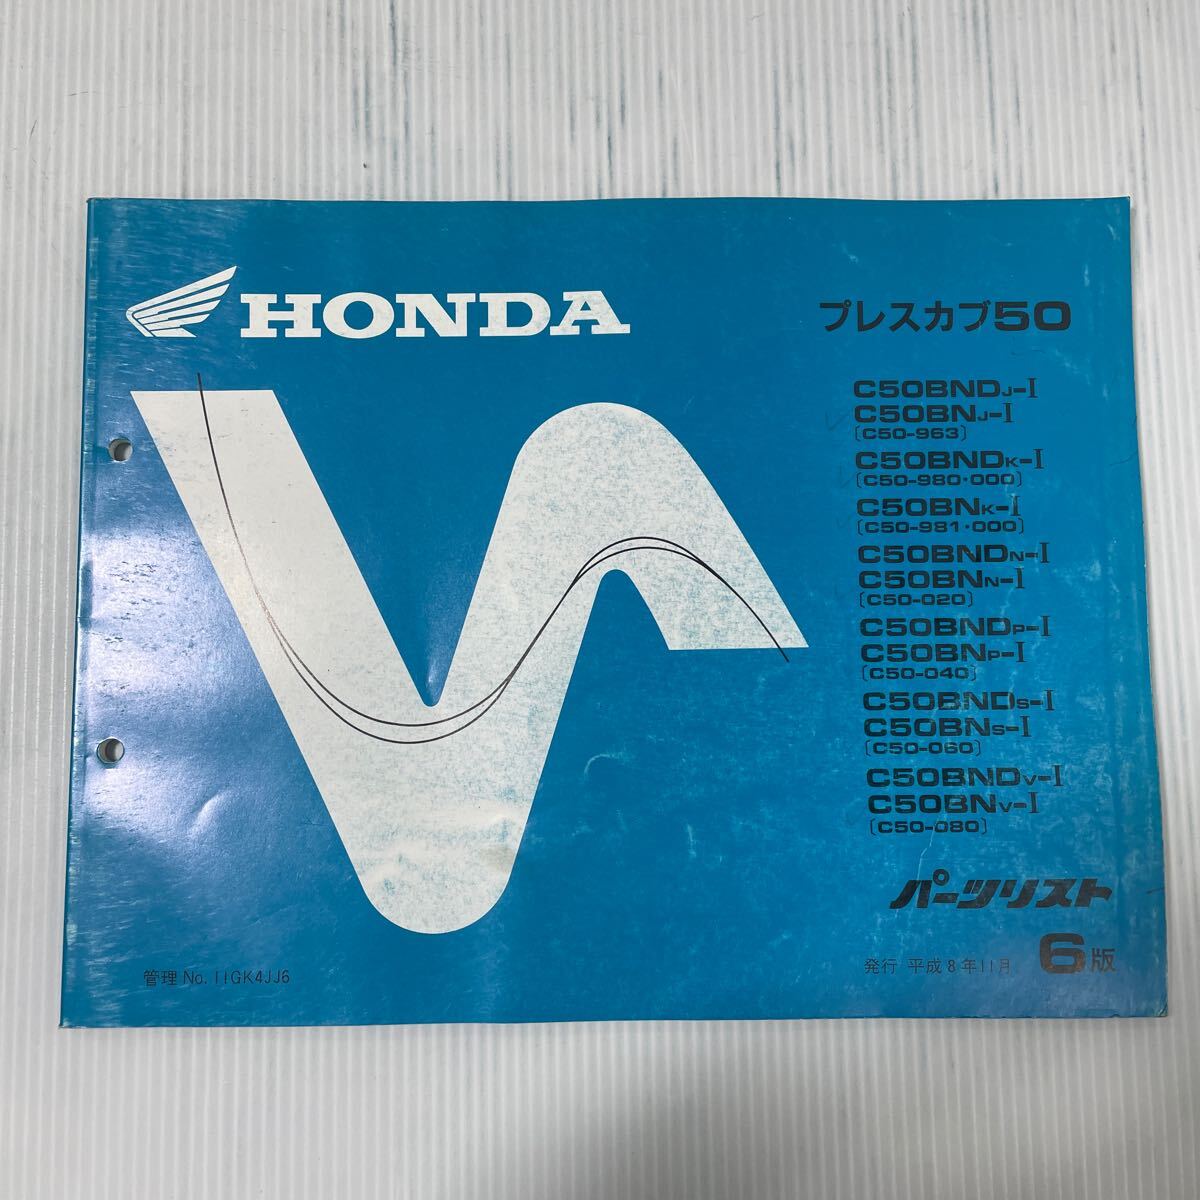 HONDA
プレスカブ50
C50BNDJ-I
C50BNJ-I
〔C50-963〕
C50BNDK-I
〔C50-980・000〕
C50BNK-I
〔C50-981・000〕
C50BNDN-I
C50BNN-I
〔C50-020〕
C50BNDP-I
C50BNP-I
〔C50-040〕
C50BNDS-I
C50BNS-I
〔C50-060〕
C50BNDV-I
C50BNV-I
〔C50-080〕
パーツリスト
発行 平成8年11月 6版
管理 No. 11GK4JJ6